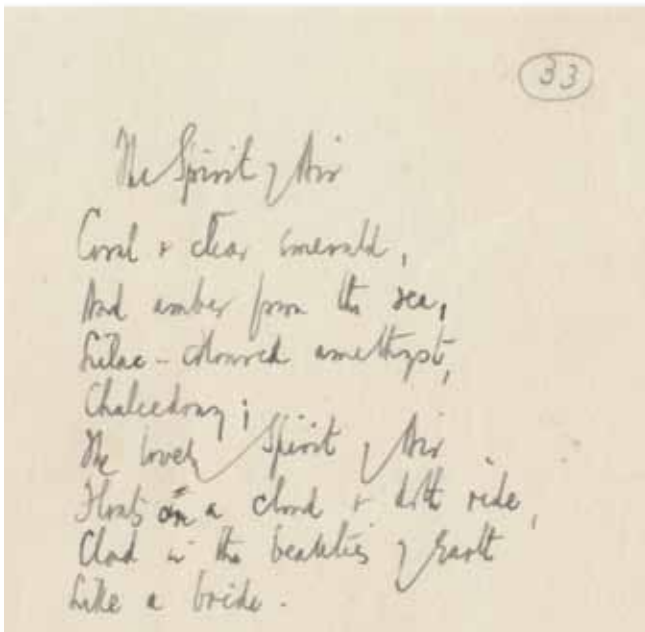 33
The Spirit of Air
Coral & clear emerald,
And amber from the sea,
Lilac-coloured amethyst,
Chalcedony;
The lovely Spirit of Air
Floats on a cloud & doth ride,
Clad in the beauties of Earth
Like a bride.